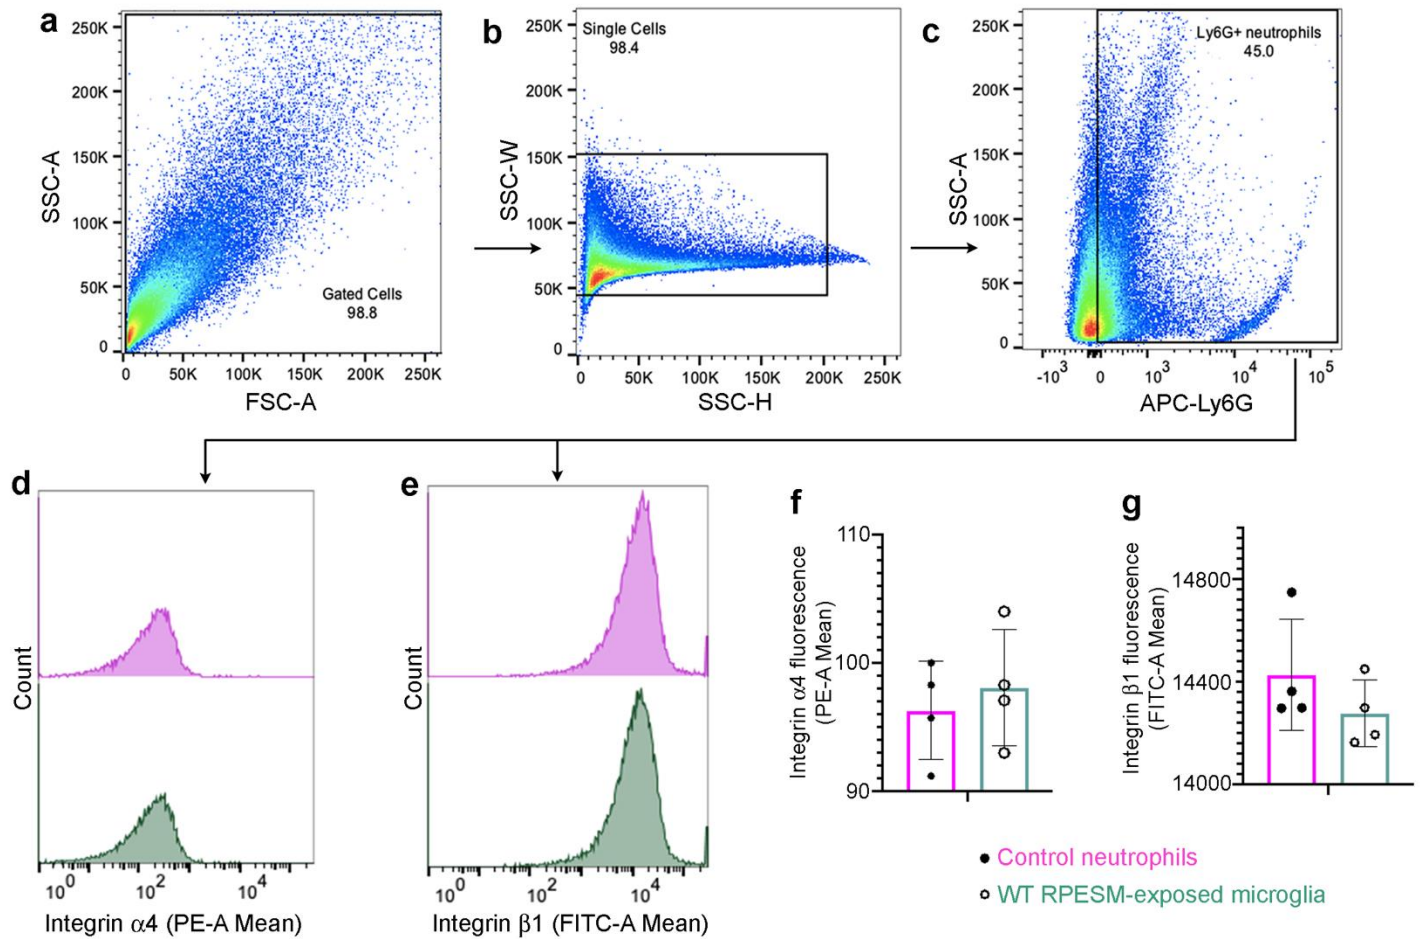 a
250K
200K
150K
100K
50K
0
SSC-A
Gated Cells
98.8
0 50K 100K 150K 200K 250K
FSC-A
b
250K
200K
150K
100K
50K
0
SSC-W
Single Cells
98.4
0 50K 100K 150K 200K 250K
SSC-H
c
250K
200K
150K
100K
50K
0
SSC-A
Ly6G+ neutrophils
45.0
-10³ 0 10³ 10⁴ 10⁵
APC-Ly6G
d
Count
10⁰ 10² 10⁴
Integrin α4 (PE-A Mean)
e
Count
10⁰ 10² 10⁴
Integrin β1 (FITC-A Mean)
f
Integrin α4 fluorescence
(PE-A Mean)
110
100
90
g
Integrin β1 fluorescence
(FITC-A Mean)
14800
14400
14000
Control neutrophils
WT RPESM-exposed microglia